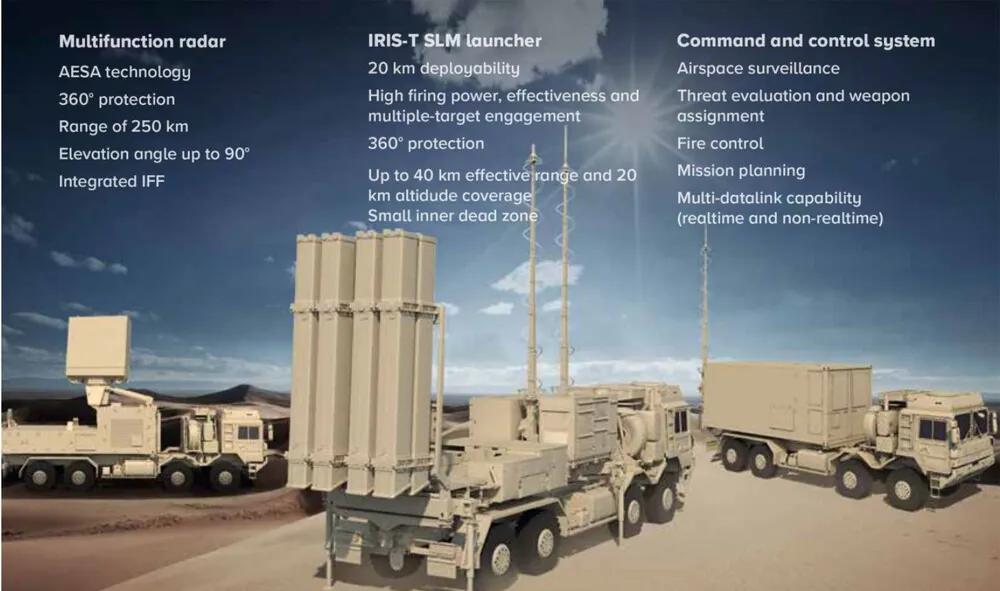 Multifunction radar
AESA technology
360° protection
Range of 250 km
Elevation angle up to 90°
Integrated IFF
IRIS-T SLM launcher
20 km deployability
High firing power, effectiveness and
multiple-target engagement
360° protection
Up to 40 km effective range and 20
km altidude coverage
Small inner dead zone
Command and control system
Airspace surveillance
Threat evaluation and weapon
assignment
Fire control
Mission planning
Multi-datalink capability
(realtime and non-realtime)